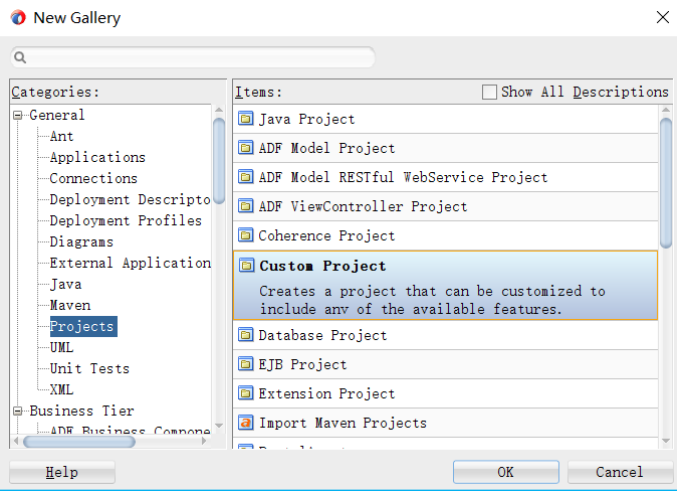 New Gallery
Categories:
General
Ant
Applications
Connections
Deployment Descripto
Deployment Profiles
Diagrams
External Application
Java
Maven
Projects
UML
Unit Tests
XML
Business Tier
ADF Business Compone
Items:
Show All Descriptions
Java Project
ADF Model Project
ADF Model RESTful WebService Project
ADF ViewController Project
Coherence Project
Custom Project
Creates a project that can be customized to
include any of the available features.
Database Project
EJB Project
Extension Project
Import Maven Projects
Help
OK
Cancel